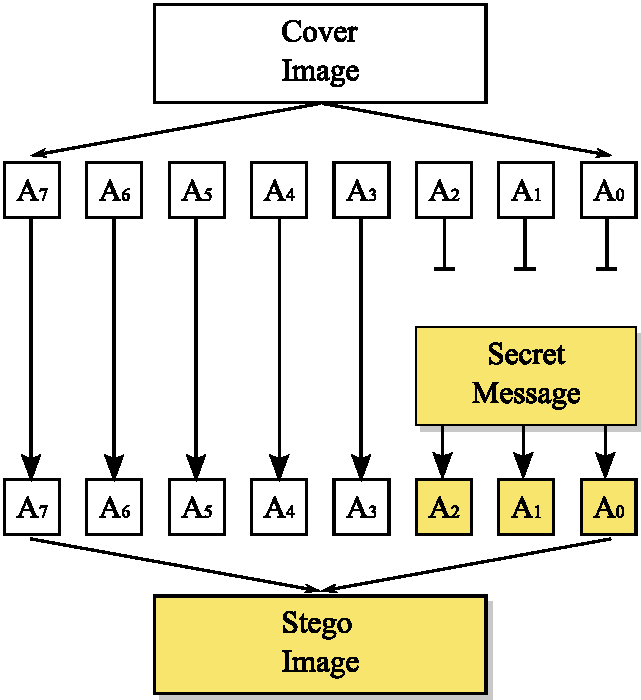 Cover
Image
A7 A6 A5 A4 A3 A2 A1 A0
Secret
Message
A7 A6 A5 A4 A3 A2 A1 A0
Stego
Image